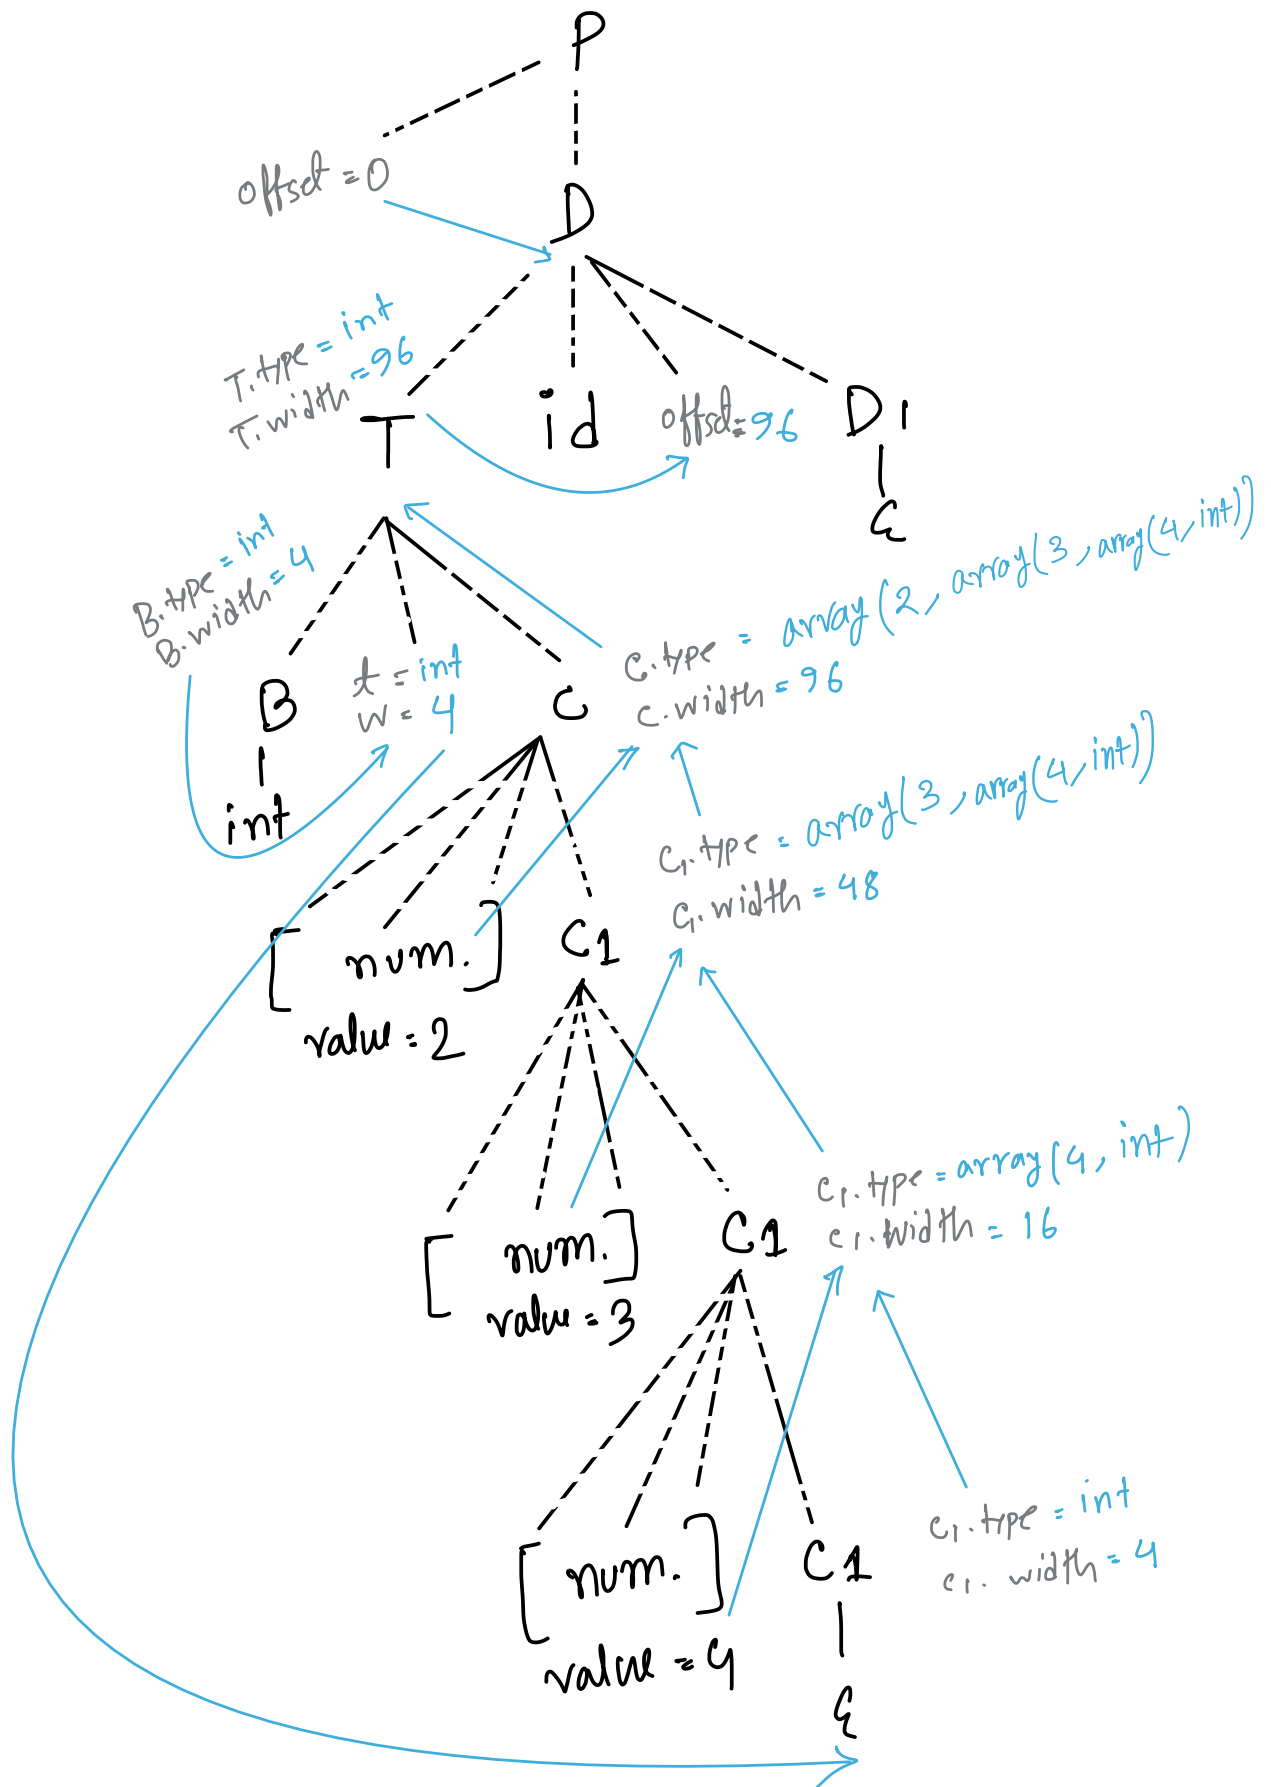 P
offset = 0
D
T.type = int
T.width = 96
T
id
offset = 96
D1
ε
B.type = int
B.width = 4
B
int
t = int
w = 4
C
C.type = array(2, array(3, array(4, int))
C.width = 96
[ num. ]
value = 2
C1
C1.type = array(3, array(4, int))
C1.width = 48
[ num. ]
value = 3
C1
C1.type = array(4, int)
C1.width = 16
[ num. ]
value = 4
C1
C1.type = int
C1.width = 4
ε